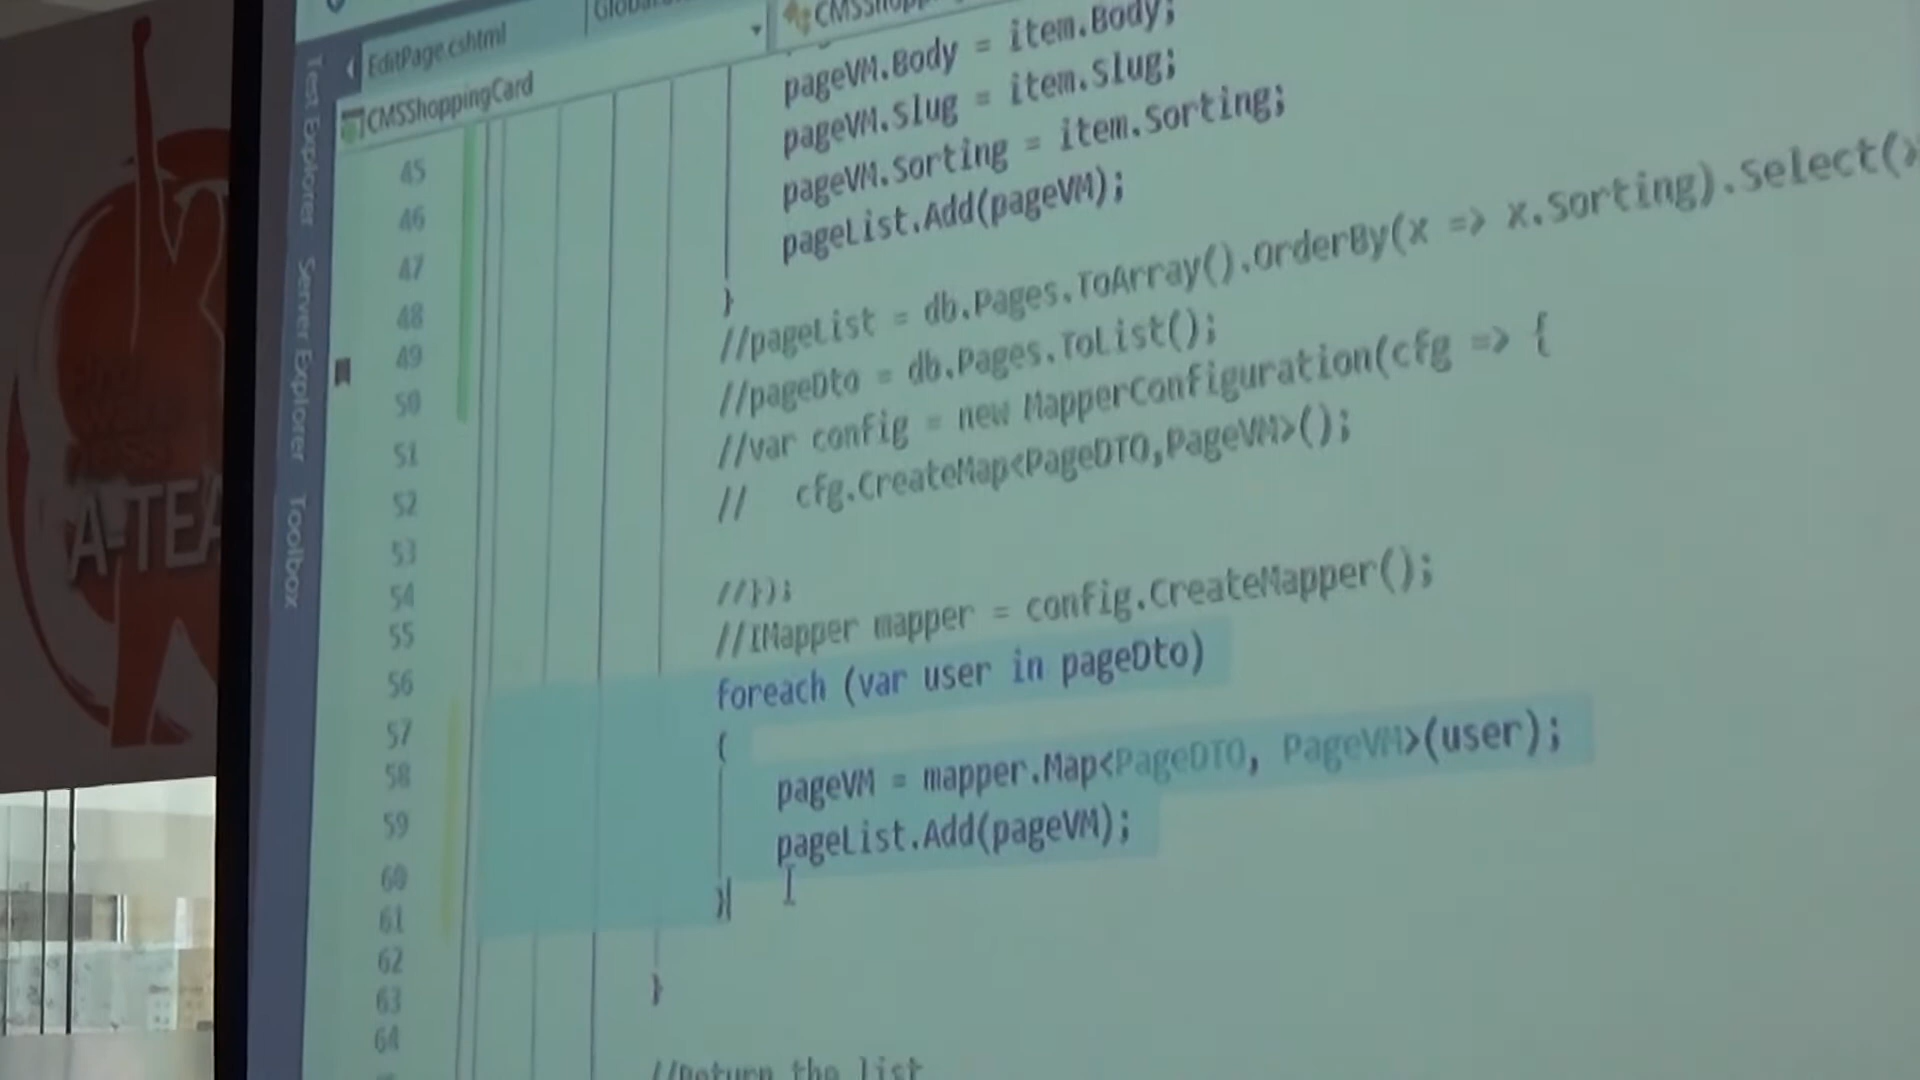 EditPage.cshtml
CMSShoppingCard
Test Explorer
Server Explorer
Toolbox
pageVM.Body = item.Body;
45 pageVM.Slug = item.Slug;
46 pageVM.Sorting = item.Sorting;
47 pageList.Add(pageVM);
48 }
49 //pageList = db.Pages.ToArray().OrderBy(x => x.Sorting).Select(
50 //pageDto = db.Pages.ToList();
51 //var config = new MapperConfiguration(cfg => {
52 // cfg.CreateMap<PageDTO,PageVM>();
53
54 //});
55 //IMapper mapper = config.CreateMapper();
56 foreach (var user in pageDto)
57 {
58 pageVM = mapper.Map<PageDTO, PageVM>(user);
59 pageList.Add(pageVM);
60 }
61
62 }
63
64 //Return the list
A-TEA